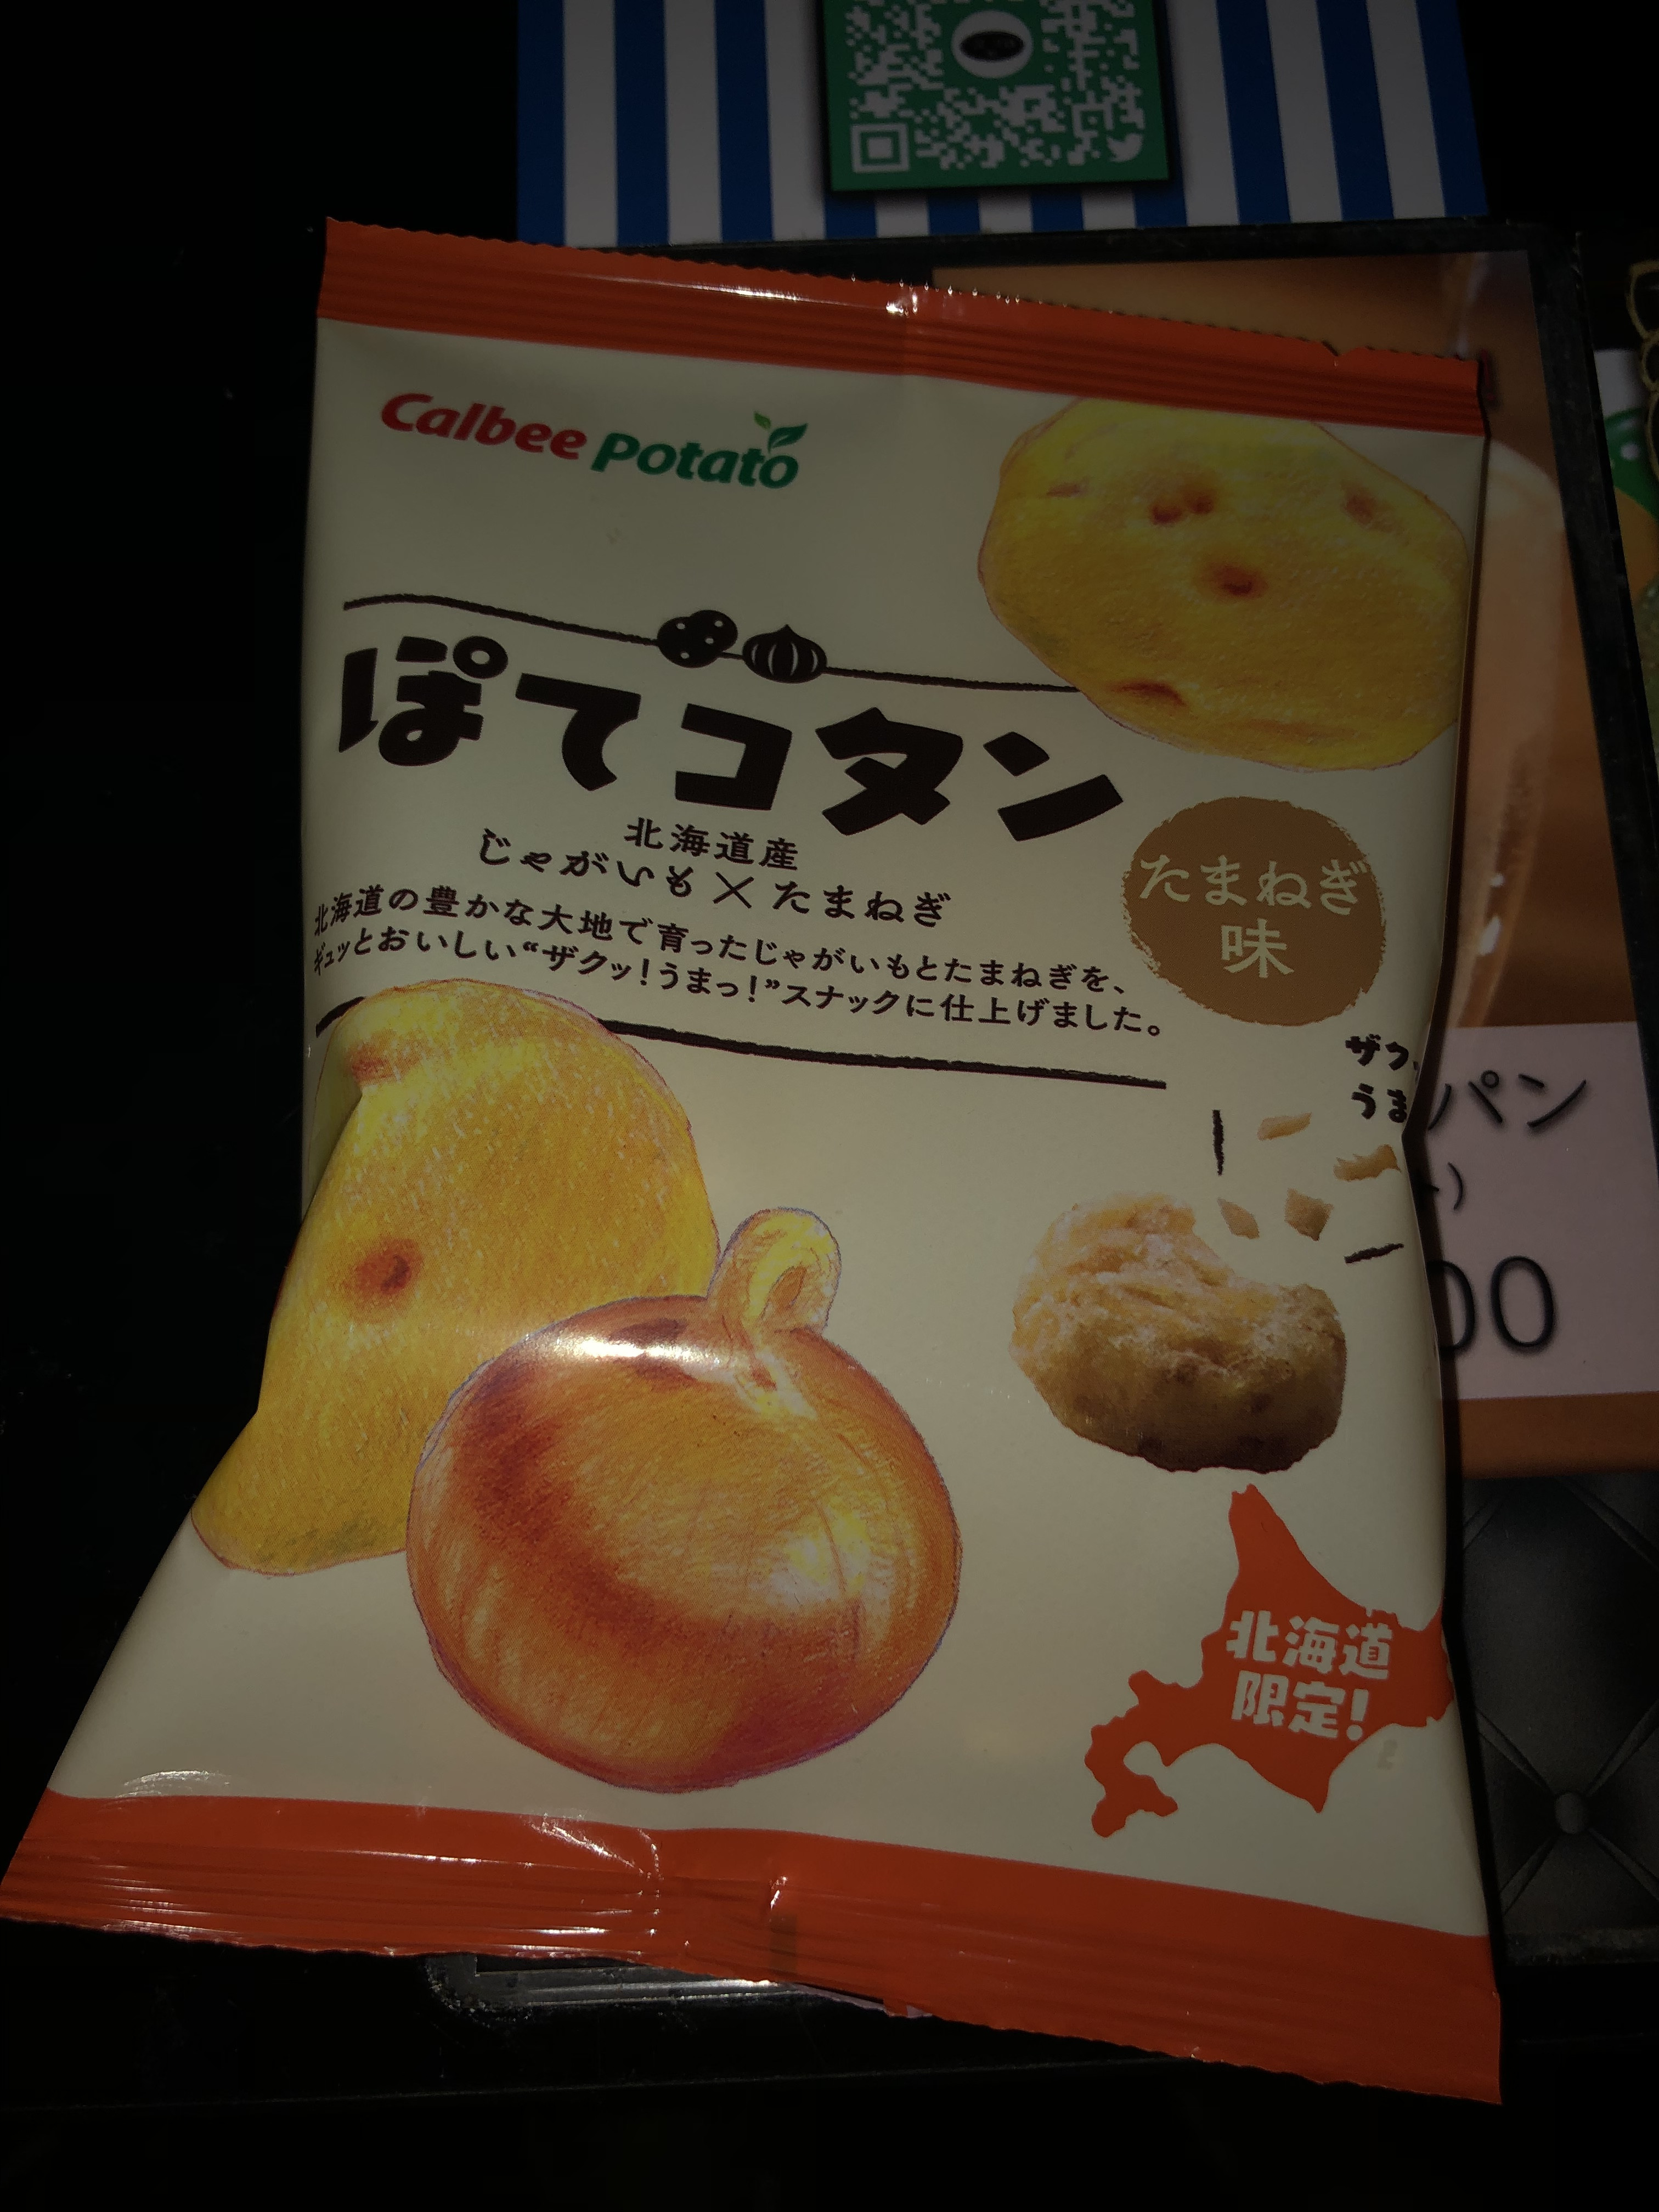 Calbee Potato
ぽてコタン
北海道産
じゃがいも×たまねぎ
北海道の豊かな大地で育ったじゃがいもとたまねぎを、
ギュッとおいしい“ザクッ!うまっ!”スナックに仕上げました。
たまねぎ
味
ザク
うま
北海道
限定!
パン
00